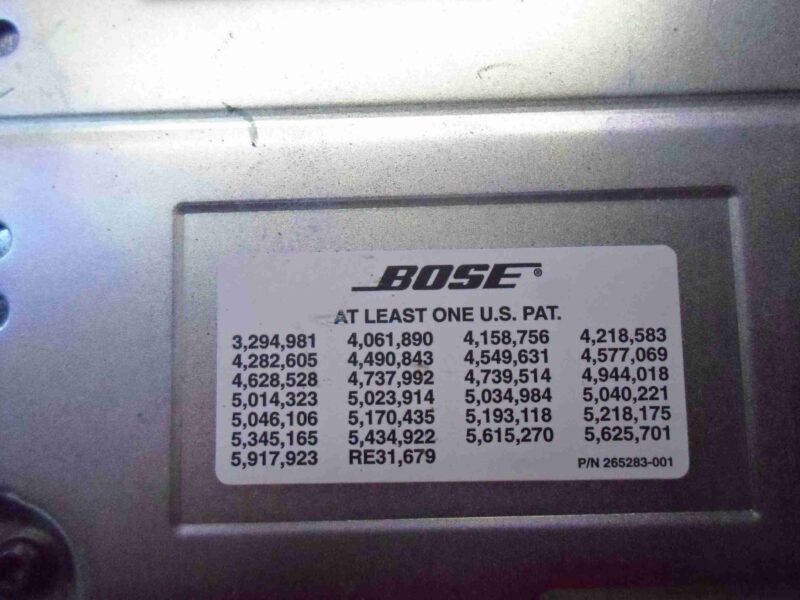 BOSE®
AT LEAST ONE U.S. PAT.
3,294,981 4,061,890 4,158,756 4,218,583
4,282,605 4,490,843 4,549,631 4,577,069
4,628,528 4,737,992 4,739,514 4,944,018
5,014,323 5,023,914 5,034,984 5,040,221
5,046,106 5,170,435 5,193,118 5,218,175
5,345,165 5,434,922 5,615,270 5,625,701
5,917,923 RE31,679 P/N 265283-001